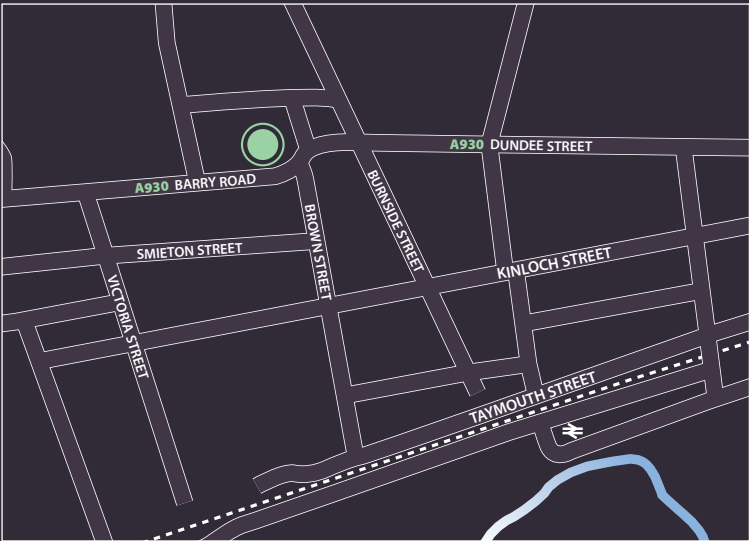 A930 DUNDEE STREET
A930 BARRY ROAD
BURNSIDE STREET
BROWN STREET
SMIETON STREET
KINLOCH STREET
VICTORIA STREET
TAYMOUTH STREET